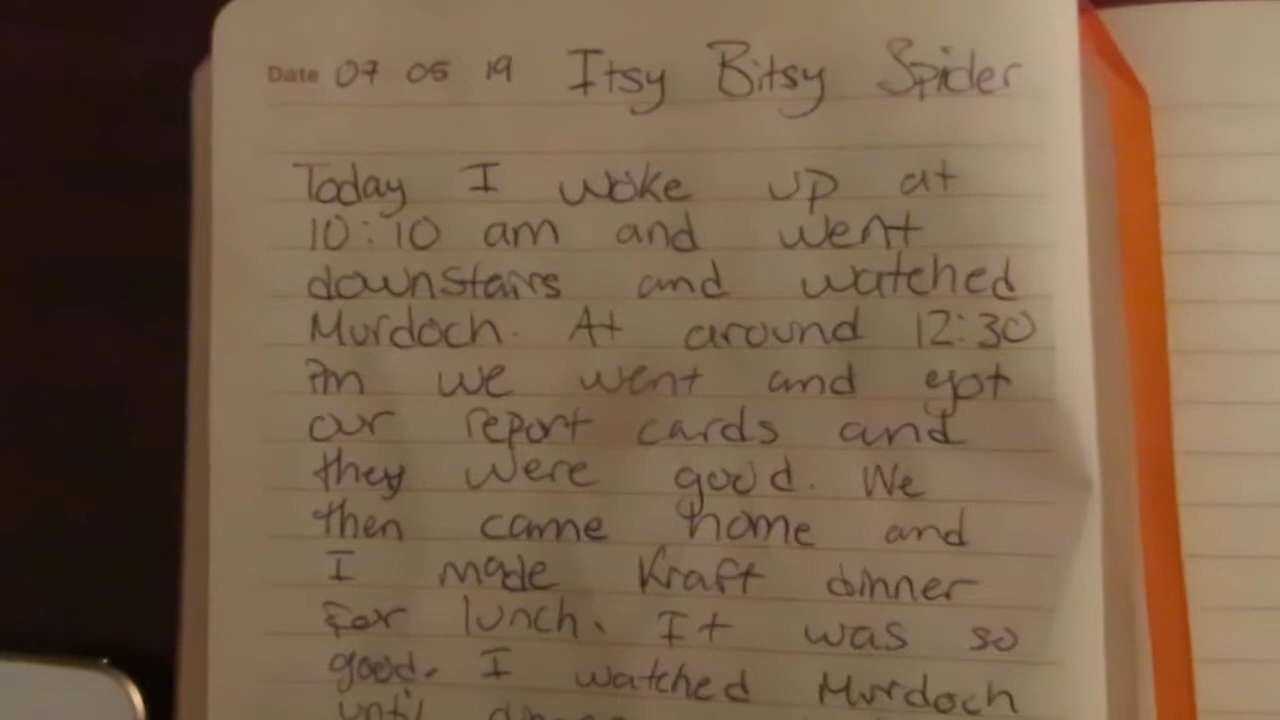 Date 07 05 19 Itsy Bitsy Spider
Today I woke up at
10:10 am and went
downstairs and watched
Murdoch. At around 12:30
Pm we went and got
our report cards and
they were good. We
then came home and
I made Kraft dinner
for lunch. It was so
good. I watched Murdoch
until